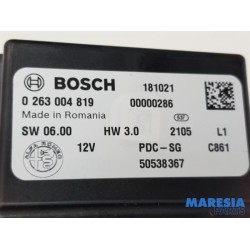 BOSCH 181021
0 263 004 819 00000286
Made in Romania
SW 06.00 HW 3.0 2105 L1
12V PDC-SG C861
50538367
MARESIA